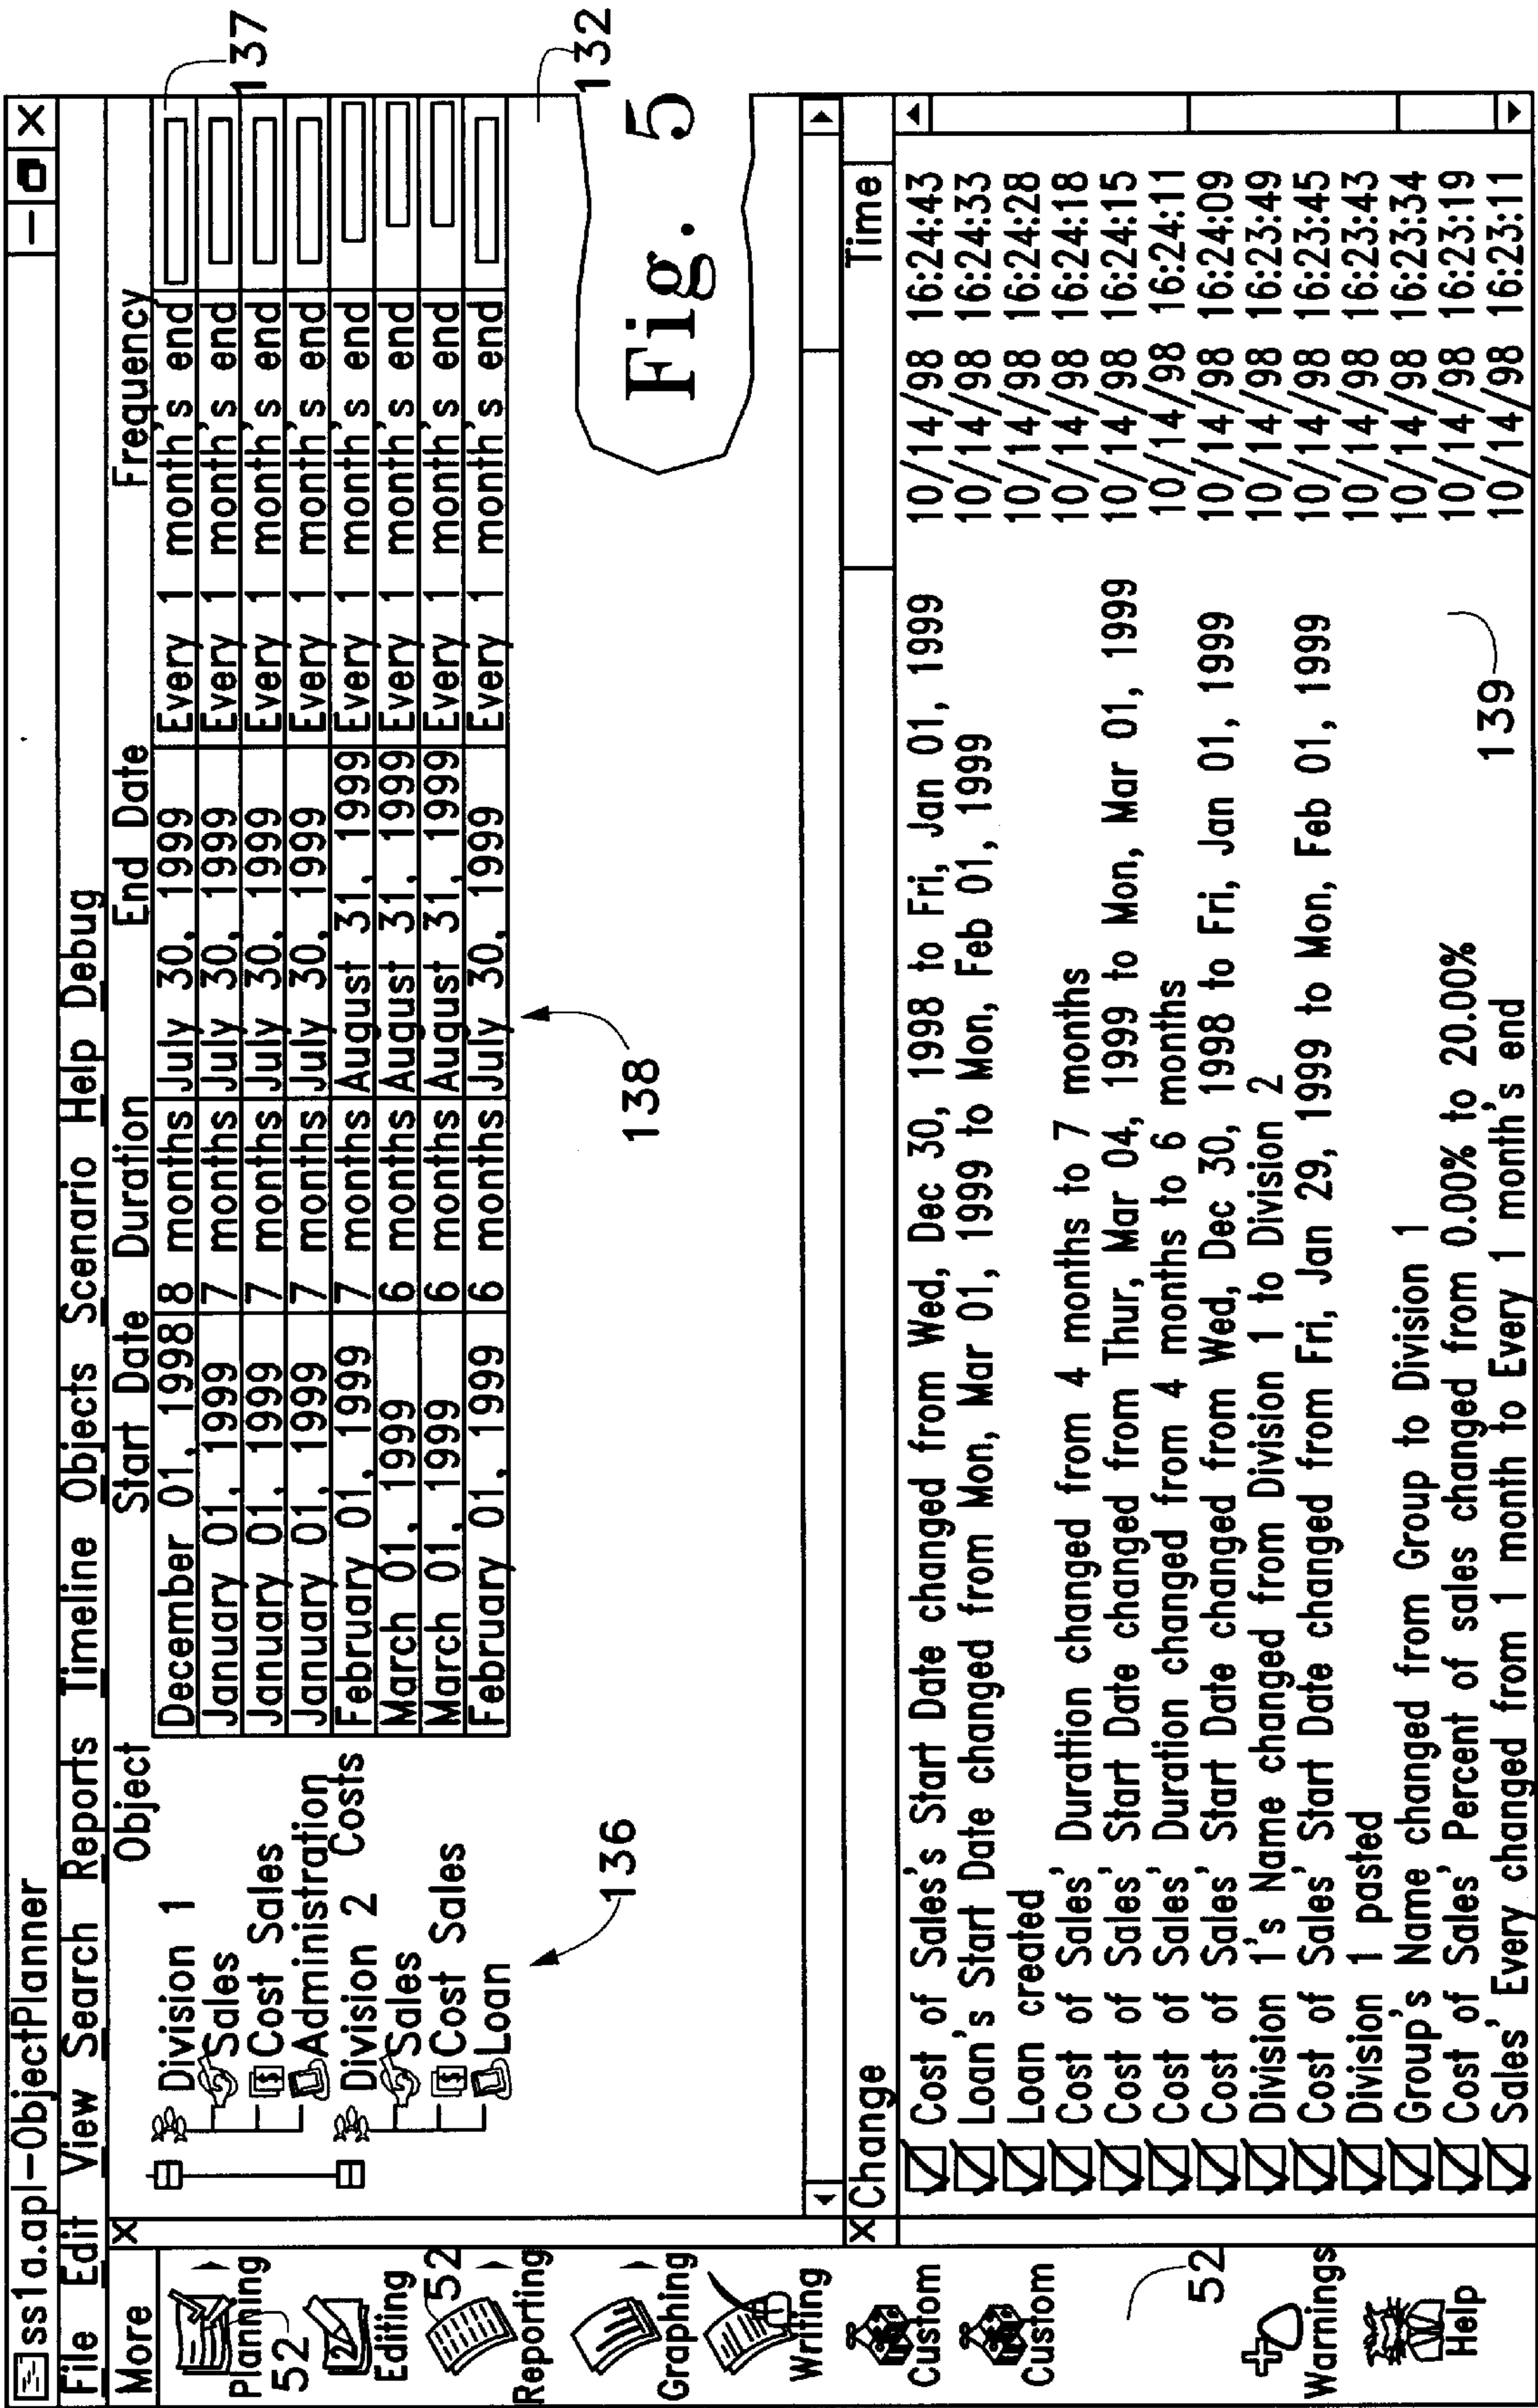 ss1a.apl-ObjectPlanner
File Edit View Search Reports Timeline Objects Scenario Help Debug
More
Planning
52
Editing
52
Reporting
Graphing
Writing
Custom
Custom
52
Warnings
Help
X
Object Start Date Duration End Date Frequency
Division 1 December 01, 1998 8 months July 30, 1999 Every 1 month's end
Sales January 01, 1999 7 months July 30, 1999 Every 1 month's end
Cost Sales January 01, 1999 7 months July 30, 1999 Every 1 month's end
Administration January 01, 1999 7 months July 30, 1999 Every 1 month's end
Division 2 Costs February 01, 1999 7 months August 31, 1999 Every 1 month's end
Sales March 01, 1999 6 months August 31, 1999 Every 1 month's end
Cost Sales March 01, 1999 6 months August 31, 1999 Every 1 month's end
Loan February 01, 1999 6 months July 30, 1999 Every 1 month's end
137
132
136
138
Fig. 5
X Change Time
Cost of Sales's Start Date changed from Wed, Dec 30, 1998 to Fri, Jan 01, 1999 10/14/98 16:24:43
Loan's Start Date changed from Mon, Mar 01, 1999 to Mon, Feb 01, 1999 10/14/98 16:24:33
Loan created 10/14/98 16:24:28
Cost of Sales' Durattion changed from 4 months to 7 months 10/14/98 16:24:18
Cost of Sales' Start Date changed from Thur, Mar 04, 1999 to Mon, Mar 01, 1999 10/14/98 16:24:15
Cost of Sales' Duration changed from 4 months to 6 months 10/14/98 16:24:11
Cost of Sales' Start Date changed from Wed, Dec 30, 1998 to Fri, Jan 01, 1999 10/14/98 16:24:09
Division 1's Name changed from Division 1 to Division 2 10/14/98 16:23:49
Cost of Sales' Start Date changed from Fri, Jan 29, 1999 to Mon, Feb 01, 1999 10/14/98 16:23:45
Division 1 pasted 10/14/98 16:23:43
Group's Name changed from Group to Division 1 10/14/98 16:23:34
Cost of Sales' Percent of sales changed from 0.00% to 20.00% 10/14/98 16:23:19
Sales' Every changed from 1 month to Every 1 month's end 10/14/98 16:23:11
139